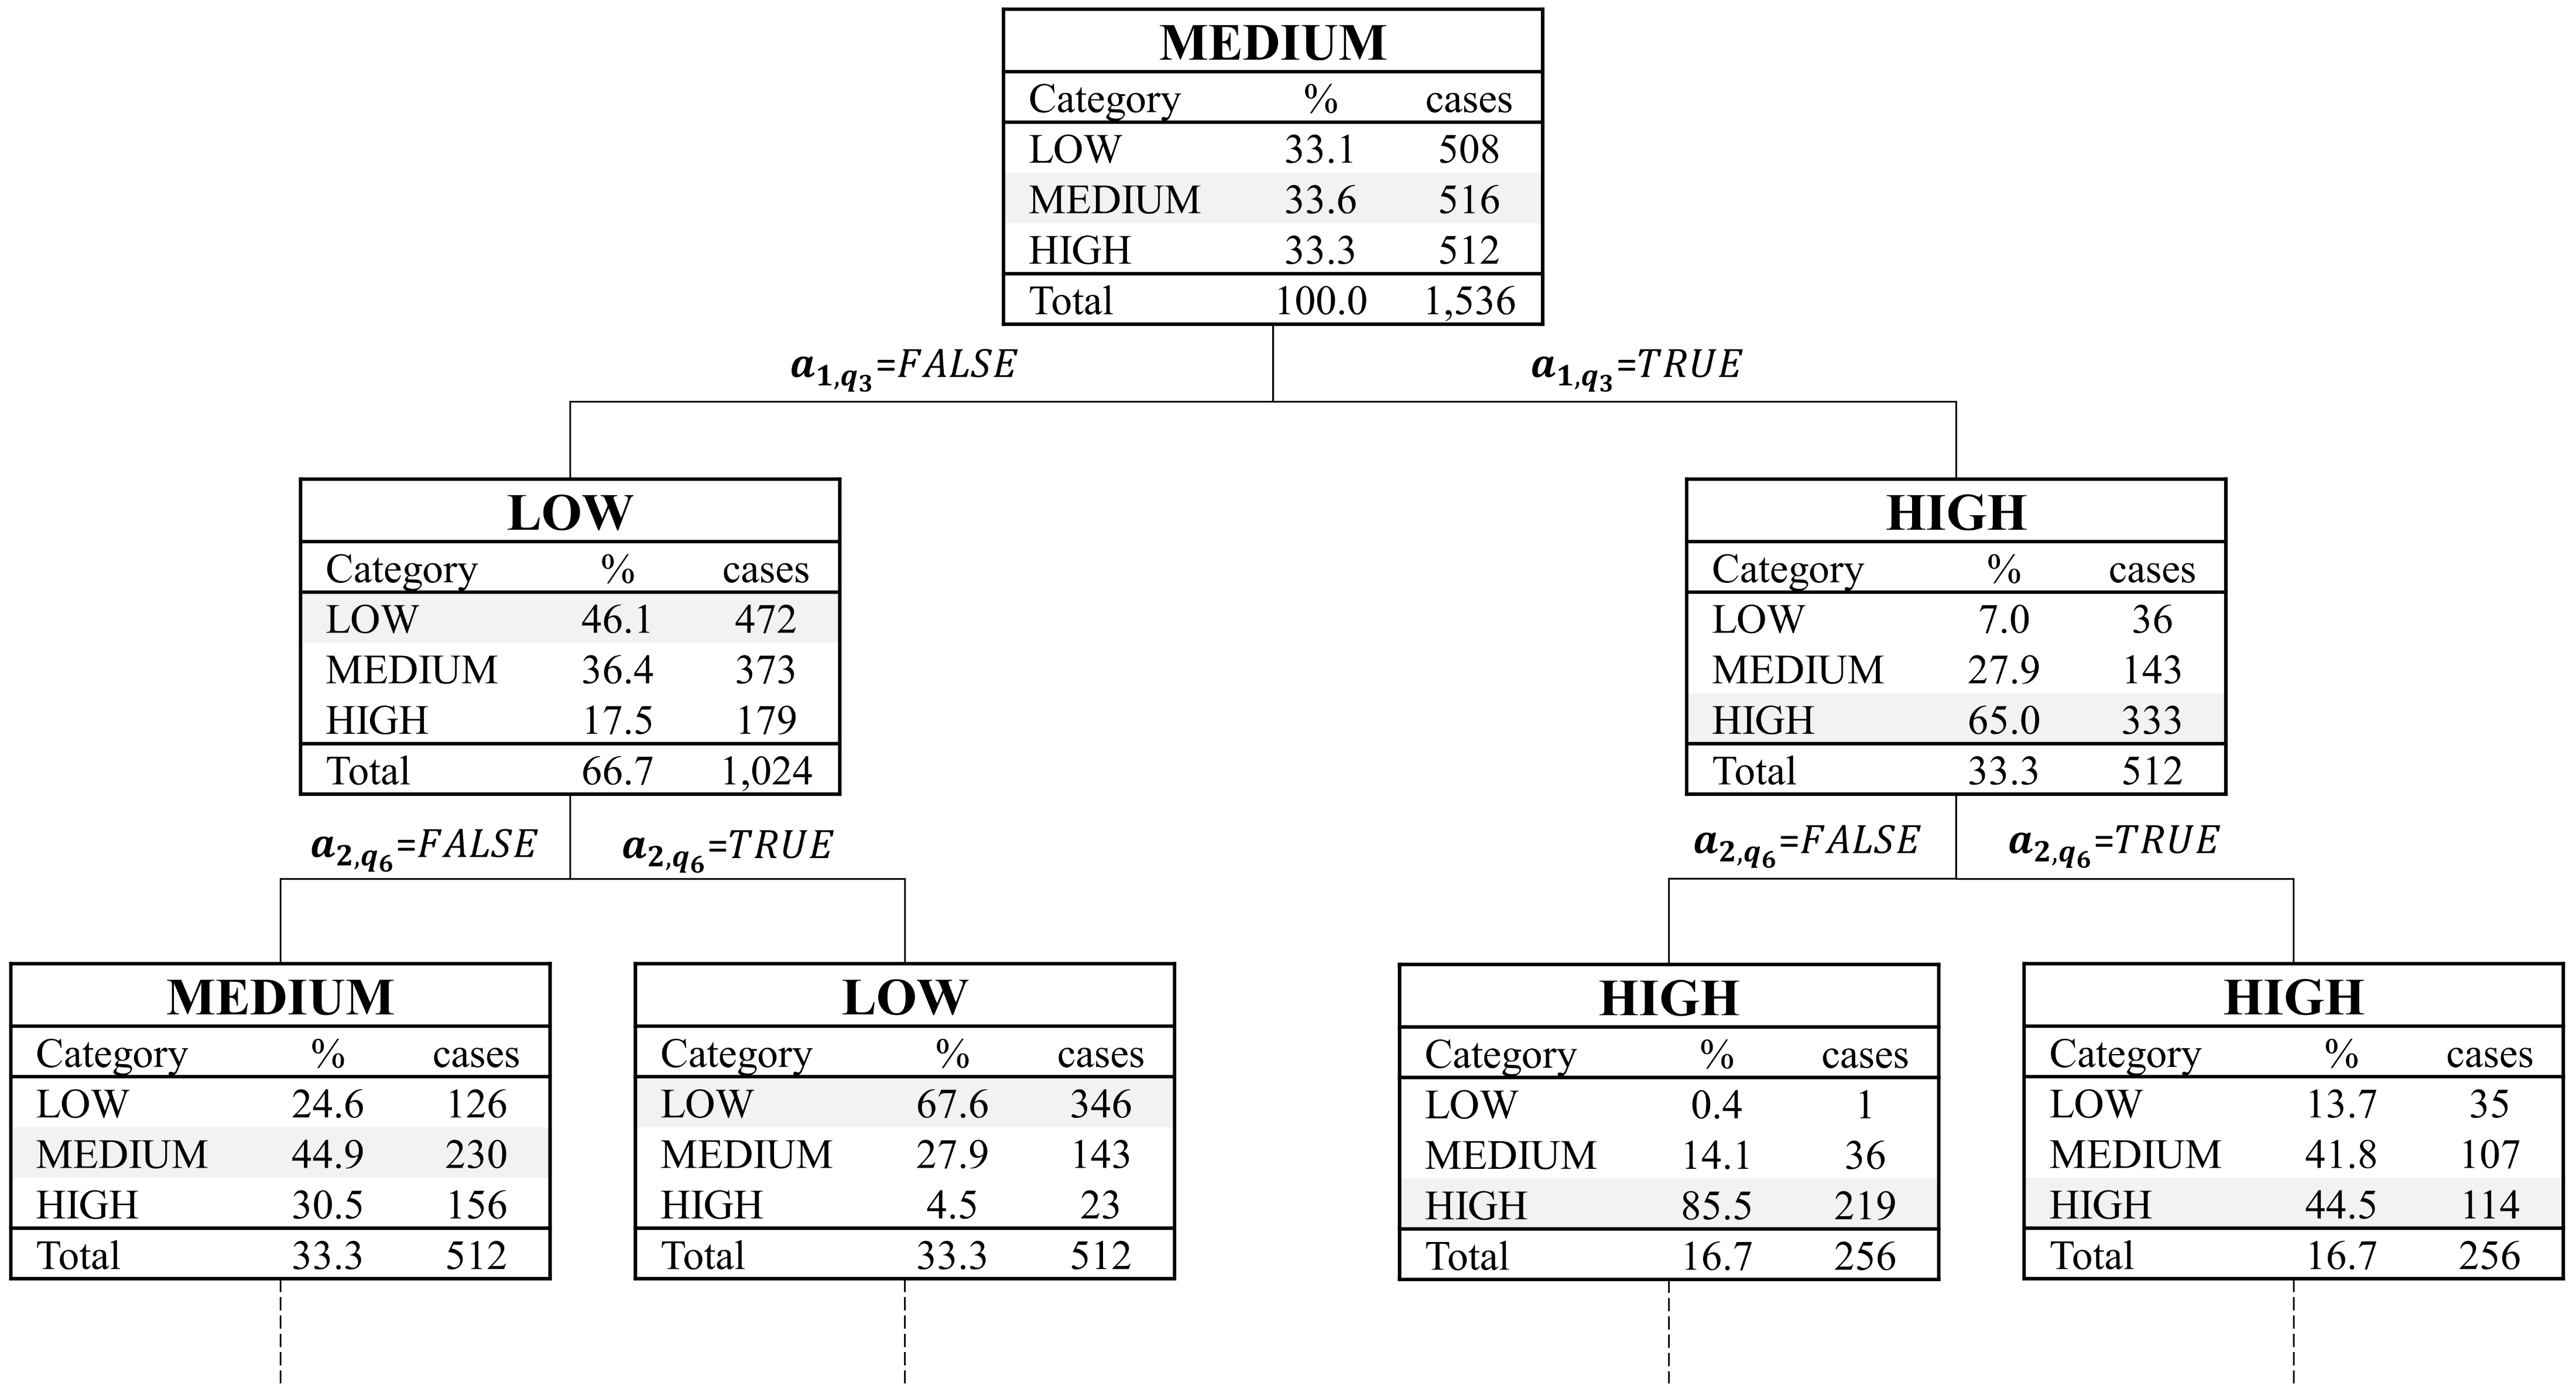 MEDIUM
Category % cases
LOW 33.1 508
MEDIUM 33.6 516
HIGH 33.3 512
Total 100.0 1,536
a1,q3=FALSE
a1,q3=TRUE
LOW
Category % cases
LOW 46.1 472
MEDIUM 36.4 373
HIGH 17.5 179
Total 66.7 1,024
HIGH
Category % cases
LOW 7.0 36
MEDIUM 27.9 143
HIGH 65.0 333
Total 33.3 512
a2,q6=FALSE
a2,q6=TRUE
a2,q6=FALSE
a2,q6=TRUE
MEDIUM
Category % cases
LOW 24.6 126
MEDIUM 44.9 230
HIGH 30.5 156
Total 33.3 512
LOW
Category % cases
LOW 67.6 346
MEDIUM 27.9 143
HIGH 4.5 23
Total 33.3 512
HIGH
Category % cases
LOW 0.4 1
MEDIUM 14.1 36
HIGH 85.5 219
Total 16.7 256
HIGH
Category % cases
LOW 13.7 35
MEDIUM 41.8 107
HIGH 44.5 114
Total 16.7 256